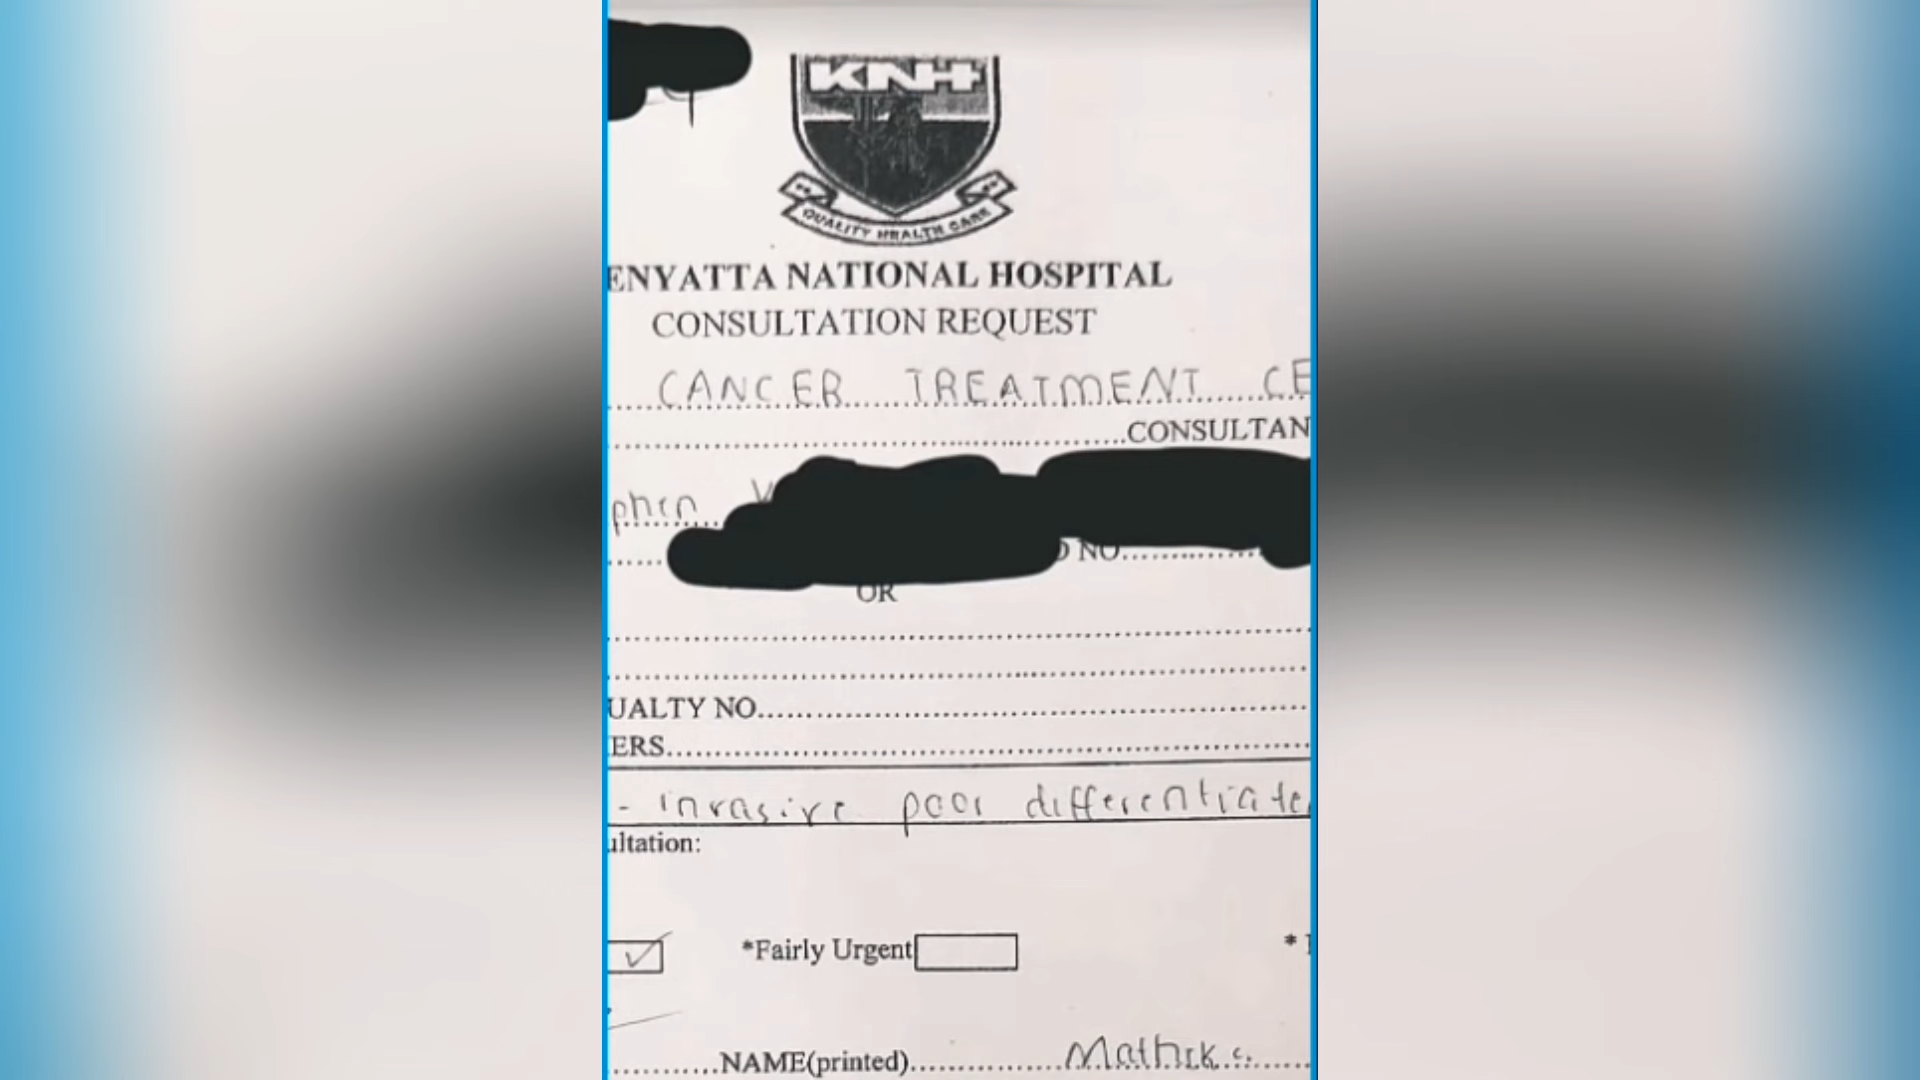 KNH
QUALITY HEALTH CARE
ENYATTA NATIONAL HOSPITAL
CONSULTATION REQUEST
CANCER TREATMENT CE
CONSULTAN
phen
NO
OR
UALTY NO
ERS
- invasive poor differentiate
ultation:
*Fairly Urgent
*
NAME(printed)